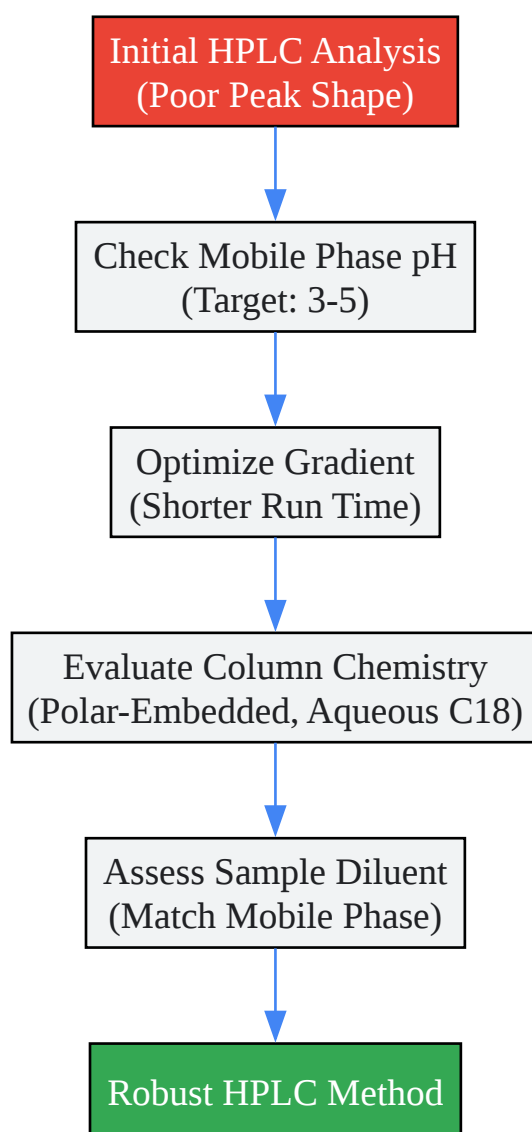 Initial HPLC Analysis
(Poor Peak Shape)
Check Mobile Phase pH
(Target: 3-5)
Optimize Gradient
(Shorter Run Time)
Evaluate Column Chemistry
(Polar-Embedded, Aqueous C18)
Assess Sample Diluent
(Match Mobile Phase)
Robust HPLC Method